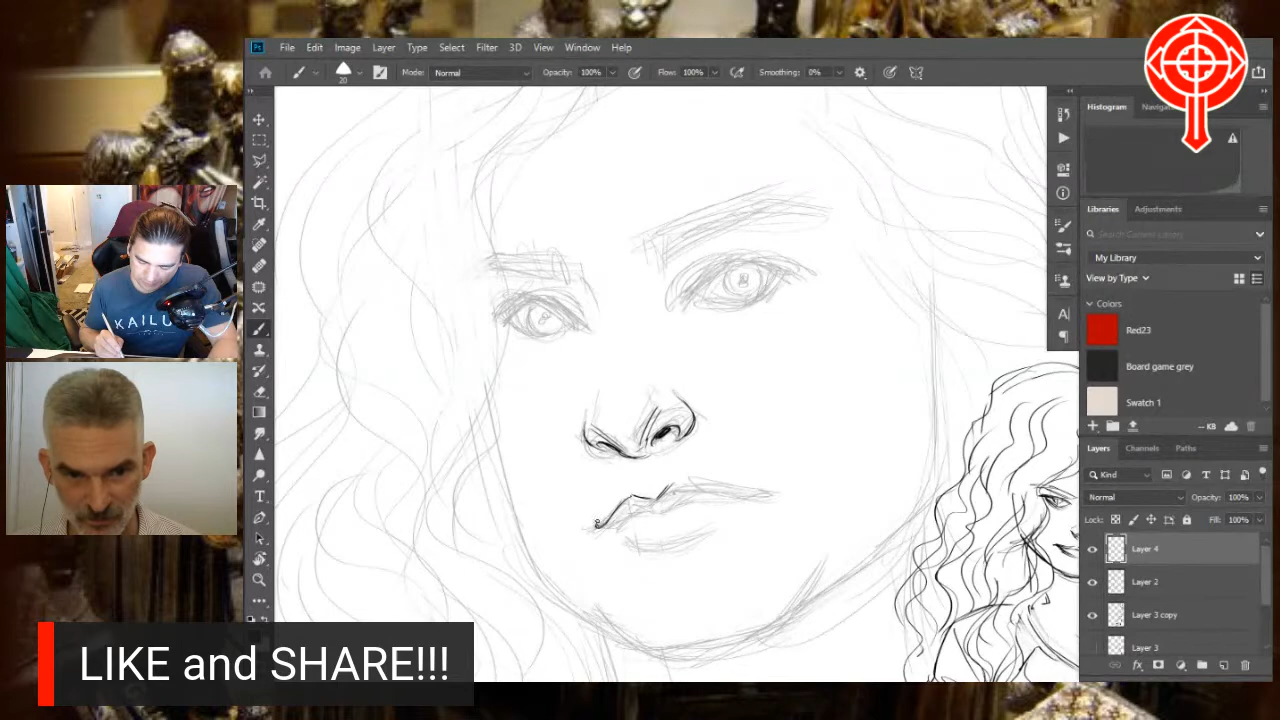 Ps File Edit Image Layer Type Select Filter 3D View Window Help
20 Mode: Normal Opacity: 100% Flow: 100% Smoothing: 0%
Histogram
Libraries Adjustments
My Library
View by Type
Colors
Red23
Board game grey
Swatch 1
-- KB
Layers Channels Paths
Kind
Normal Opacity: 100%
Lock: Fill: 100%
Layer 4
Layer 2
Layer 3 copy
Layer 3
KAILU
LIKE and SHARE!!!